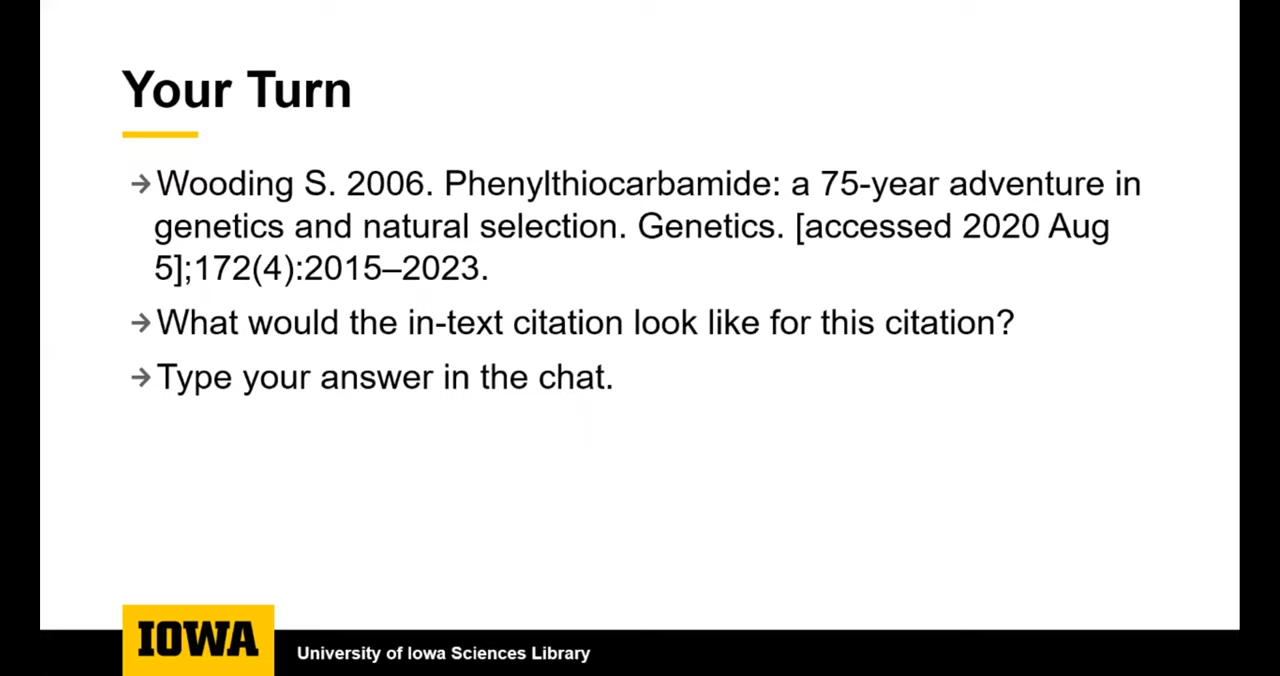 Your Turn
→Wooding S. 2006. Phenylthiocarbamide: a 75-year adventure in
genetics and natural selection. Genetics. [accessed 2020 Aug
5];172(4):2015–2023.
→What would the in-text citation look like for this citation?
→Type your answer in the chat.
IOWA
University of Iowa Sciences Library